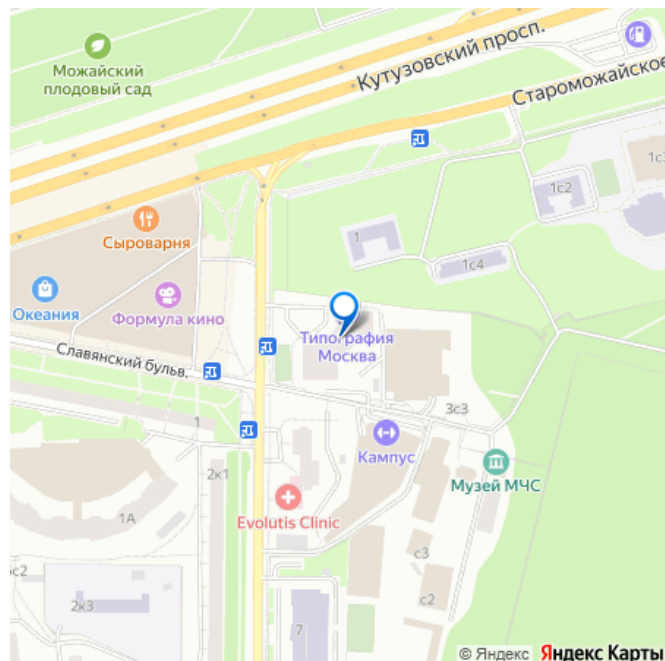 Кутузовский просп.
Можайский
плодовый сад
Староможайское
1с3
1с2
Сыроварня
1
1с4
Океания
Формула кино
Типография
Москва
Славянский бульв.
3с3
1
Кампус
2к1
Музей МЧС
1А
Evolutis Clinic
с3
5с2
2к3
с2
7
© Яндекс Яндекс Карты